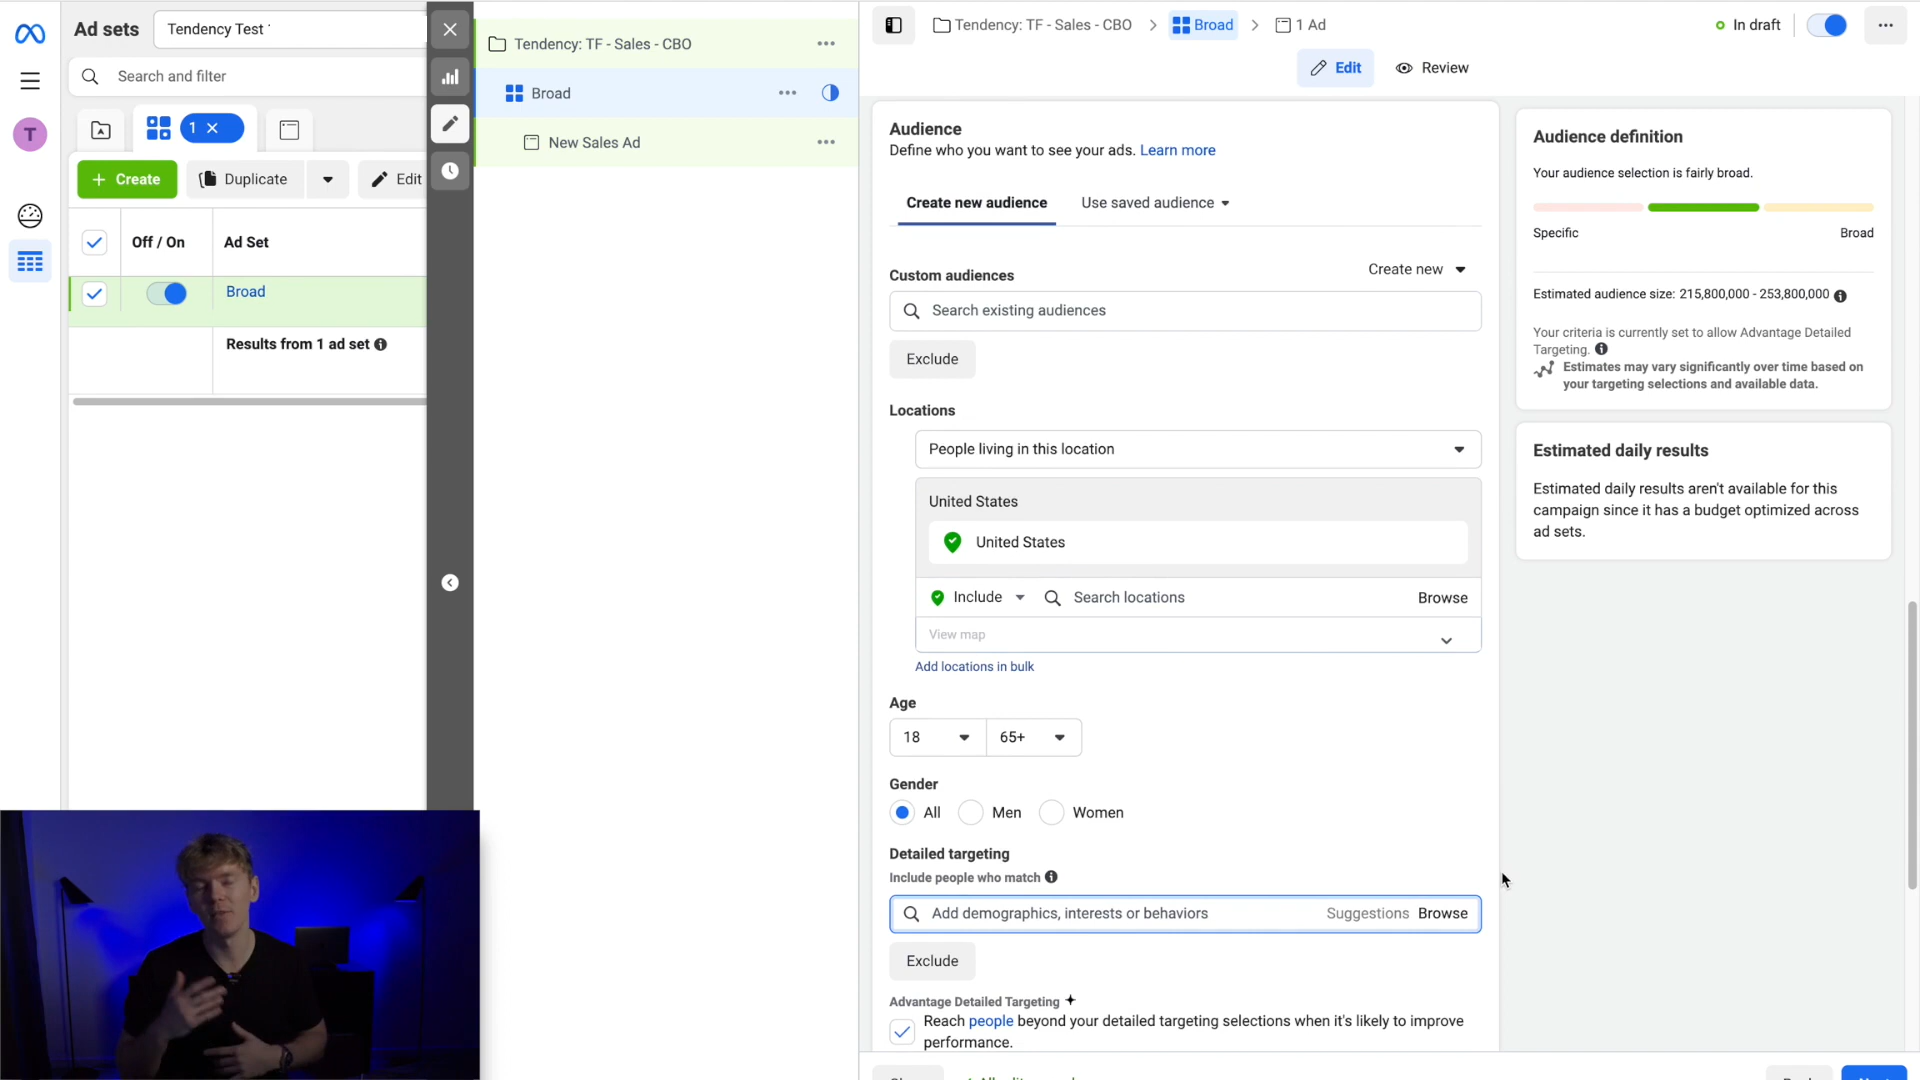 Ad sets
Tendency Test
Search and filter
T
1
Create
Duplicate
Edit
Off / On
Ad Set
Broad
Results from 1 ad set
Tendency: TF - Sales - CBO
Broad
New Sales Ad
Tendency: TF - Sales - CBO
Broad
1 Ad
In draft
Edit
Review
Audience
Define who you want to see your ads. Learn more
Create new audience
Use saved audience
Custom audiences
Create new
Search existing audiences
Exclude
Locations
People living in this location
United States
United States
Include
Search locations
Browse
View map
Add locations in bulk
Age
18
65+
Gender
All
Men
Women
Detailed targeting
Include people who match
Add demographics, interests or behaviors
Suggestions
Browse
Exclude
Advantage Detailed Targeting
Reach people beyond your detailed targeting selections when it's likely to improve
performance.
Audience definition
Your audience selection is fairly broad.
Specific
Broad
Estimated audience size: 215,800,000 - 253,800,000
Your criteria is currently set to allow Advantage Detailed
Targeting.
Estimates may vary significantly over time based on
your targeting selections and available data.
Estimated daily results
Estimated daily results aren't available for this
campaign since it has a budget optimized across
ad sets.